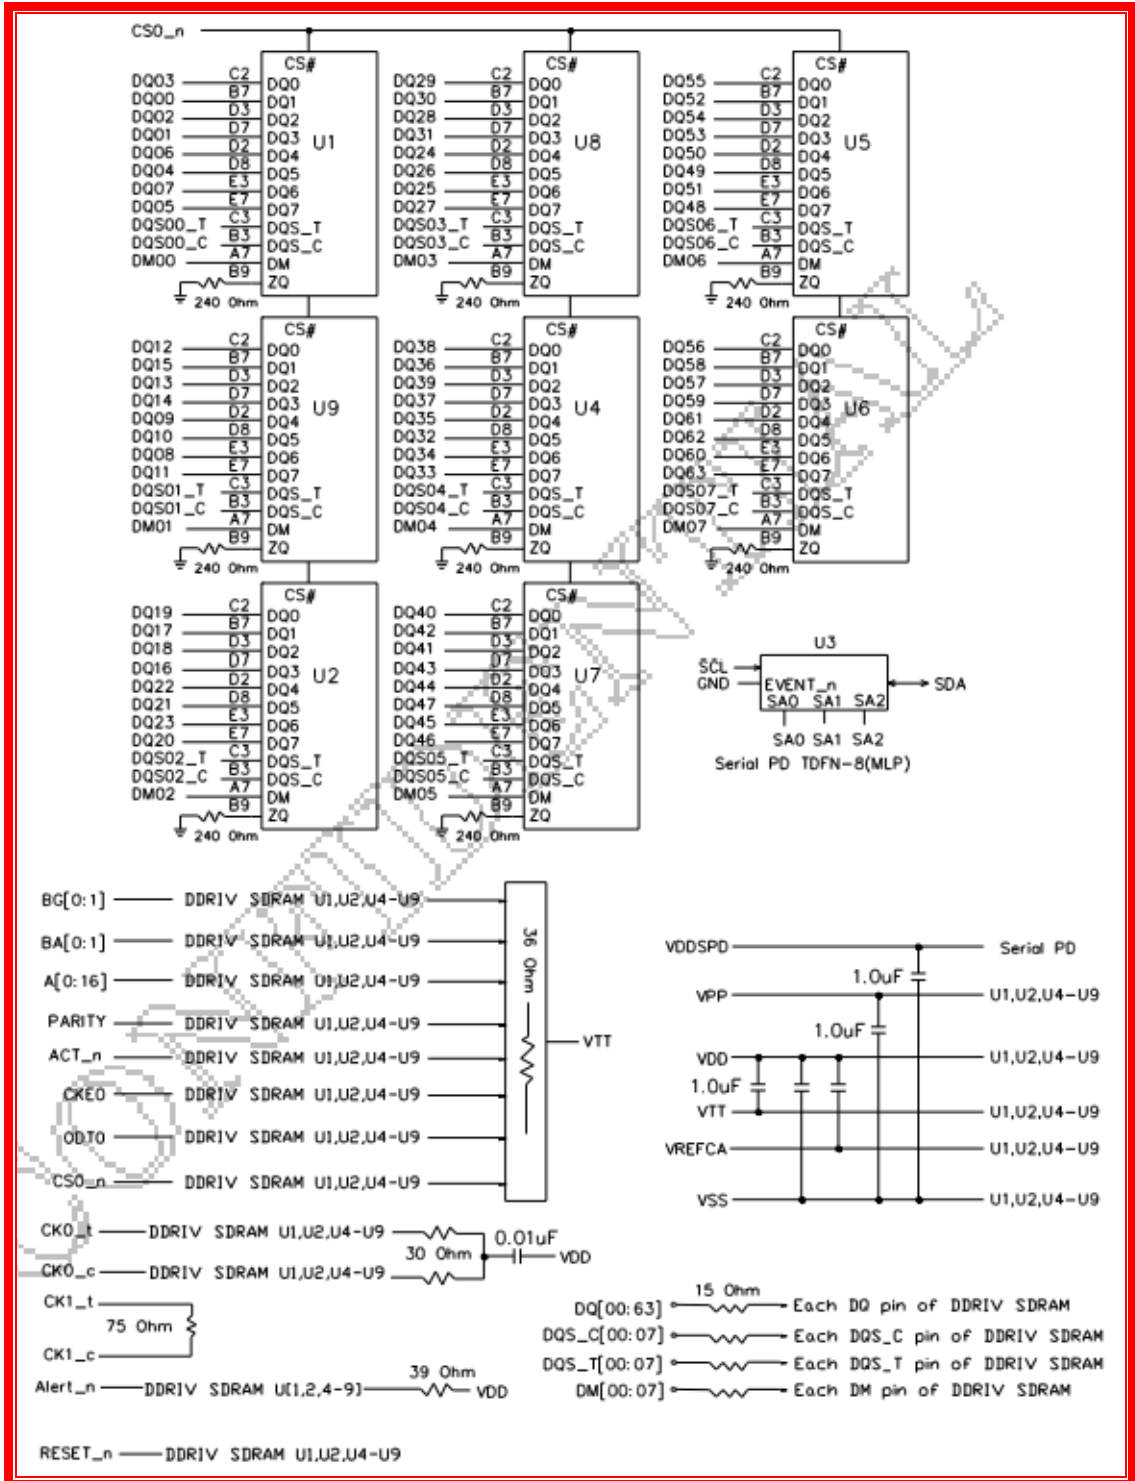 CS0_n
CS#
DQ03 C2 DQ0
DQ00 B7 DQ1
DQ02 D3 DQ2
DQ01 D7 DQ3
U1
DQ06 D2 DQ4
DQ04 D8 DQ5
DQ07 E3 DQ6
DQ05 E7 DQ7
DQS00_T C3 DQS_T
DQS00_C B3 DQS_C
DM00 A7 DM
B9 ZQ
240 Ohm
CS#
DQ29 C2 DQ0
DQ30 B7 DQ1
DQ28 D3 DQ2
DQ31 D7 DQ3
U8
DQ24 D2 DQ4
DQ26 D8 DQ5
DQ25 E3 DQ6
DQ27 E7 DQ7
DQS03_T C3 DQS_T
DQS03_C B3 DQS_C
DM03 A7 DM
B9 ZQ
240 Ohm
CS#
DQ55 C2 DQ0
DQ52 B7 DQ1
DQ54 D3 DQ2
DQ53 D7 DQ3
U5
DQ50 D2 DQ4
DQ49 D8 DQ5
DQ51 E3 DQ6
DQ48 E7 DQ7
DQS06_T C3 DQS_T
DQS06_C B3 DQS_C
DM06 A7 DM
B9 ZQ
240 Ohm
CS#
DQ12 C2 DQ0
DQ15 B7 DQ1
DQ13 D3 DQ2
DQ14 D7 DQ3
U9
DQ09 D2 DQ4
DQ10 D8 DQ5
DQ08 E3 DQ6
DQ11 E7 DQ7
DQS01_T C3 DQS_T
DQS01_C B3 DQS_C
DM01 A7 DM
B9 ZQ
240 Ohm
CS#
DQ38 C2 DQ0
DQ36 B7 DQ1
DQ39 D3 DQ2
DQ37 D7 DQ3
U4
DQ35 D2 DQ4
DQ32 D8 DQ5
DQ34 E3 DQ6
DQ33 E7 DQ7
DQS04_T C3 DQS_T
DQS04_C B3 DQS_C
DM04 A7 DM
B9 ZQ
240 Ohm
CS#
DQ56 C2 DQ0
DQ58 B7 DQ1
DQ57 D3 DQ2
DQ59 D7 DQ3
U6
DQ61 D2 DQ4
DQ62 D8 DQ5
DQ60 E3 DQ6
DQ63 E7 DQ7
DQS07_T C3 DQS_T
DQS07_C B3 DQS_C
DM07 A7 DM
B9 ZQ
240 Ohm
CS#
DQ19 C2 DQ0
DQ17 B7 DQ1
DQ18 D3 DQ2
DQ16 D7 DQ3
U2
DQ22 D2 DQ4
DQ21 D8 DQ5
DQ23 E3 DQ6
DQ20 E7 DQ7
DQS02_T C3 DQS_T
DQS02_C B3 DQS_C
DM02 A7 DM
B9 ZQ
240 Ohm
CS#
DQ40 C2 DQ0
DQ42 B7 DQ1
DQ41 D3 DQ2
DQ43 D7 DQ3
U7
DQ44 D2 DQ4
DQ47 D8 DQ5
DQ45 E3 DQ6
DQ46 E7 DQ7
DQS05_T C3 DQS_T
DQS05_C B3 DQS_C
DM05 A7 DM
B9 ZQ
240 Ohm
U3
SCL
GND EVENT_n SDA
SA0 SA1 SA2
SA0 SA1 SA2
Serial PD TDFN-8(MLP)
BG[0:1] DDRIV SDRAM U1,U2,U4-U9
BA[0:1] DDRIV SDRAM U1,U2,U4-U9
A[0:16] DDRIV SDRAM U1,U2,U4-U9
PARITY DDRIV SDRAM U1,U2,U4-U9
ACT_n DDRIV SDRAM U1,U2,U4-U9
CKE0 DDRIV SDRAM U1,U2,U4-U9
ODT0 DDRIV SDRAM U1,U2,U4-U9
CS0_n DDRIV SDRAM U1,U2,U4-U9
36 Ohm
VTT
VDDSPD Serial PD
1.0uF
VPP U1,U2,U4-U9
1.0uF
VDD U1,U2,U4-U9
1.0uF
VTT U1,U2,U4-U9
VREFCA U1,U2,U4-U9
VSS U1,U2,U4-U9
CK0_t DDRIV SDRAM U1,U2,U4-U9
30 Ohm 0.01uF VDD
CK0_c DDRIV SDRAM U1,U2,U4-U9
CK1_t
75 Ohm
CK1_c
Alert_n DDRIV SDRAM U[1,2,4-9] 39 Ohm VDD
RESET_n DDRIV SDRAM U1,U2,U4-U9
15 Ohm
DQ[00:63] Each DQ pin of DDRIV SDRAM
DQS_C[00:07] Each DQS_C pin of DDRIV SDRAM
DQS_T[00:07] Each DQS_T pin of DDRIV SDRAM
DM[00:07] Each DM pin of DDRIV SDRAM